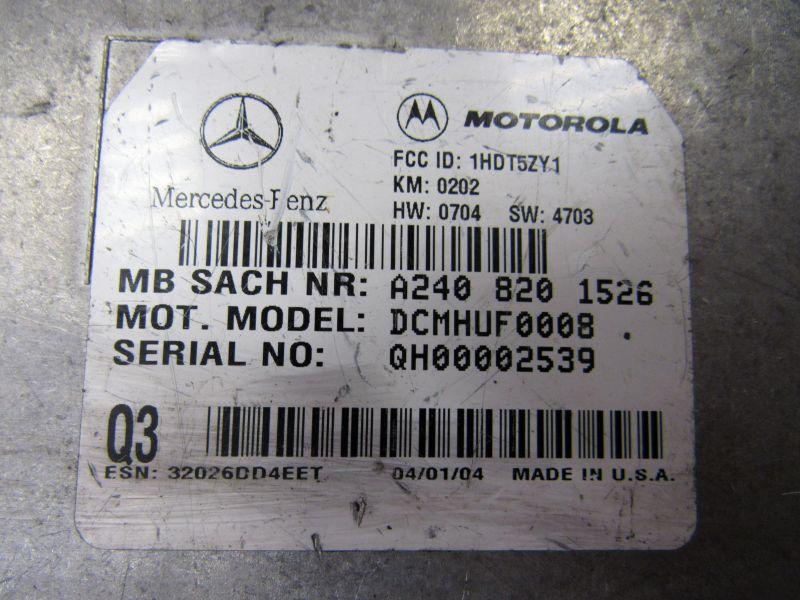 MOTOROLA
FCC ID: 1HDT5ZY1
Mercedes-Benz
KM: 0202
HW: 0704 SW: 4703
MB SACH NR: A240 820 1526
MOT. MODEL: DCMHUF0008
SERIAL NO: QH00002539
Q3
ESN: 32026DD4EET 04/01/04 MADE IN U.S.A.